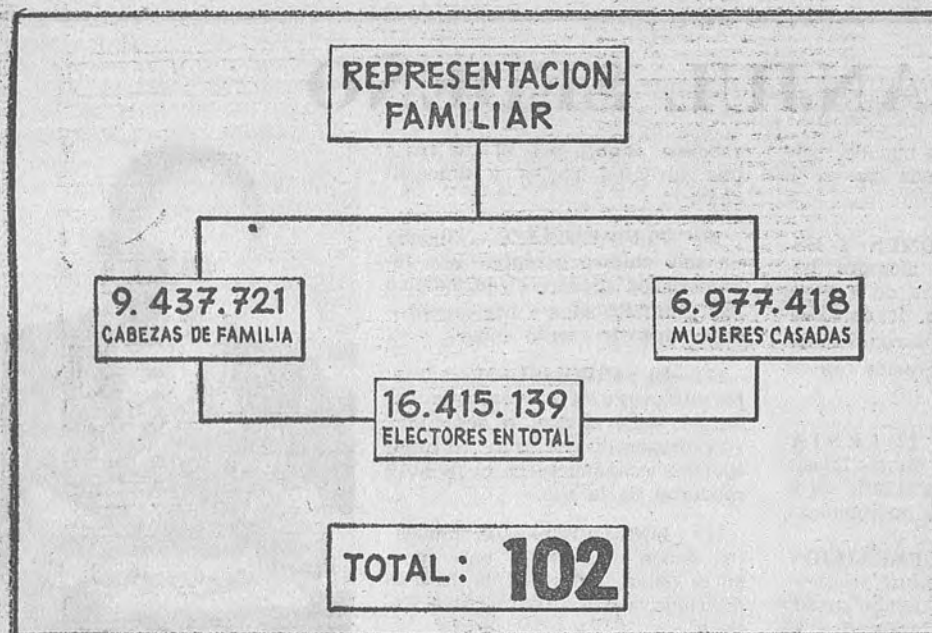 REPRESENTACION
FAMILIAR
9.437.721
CABEZAS DE FAMILIA
6.977.418
MUJERES CASADAS
16.415.139
ELECTORES EN TOTAL
TOTAL: 102